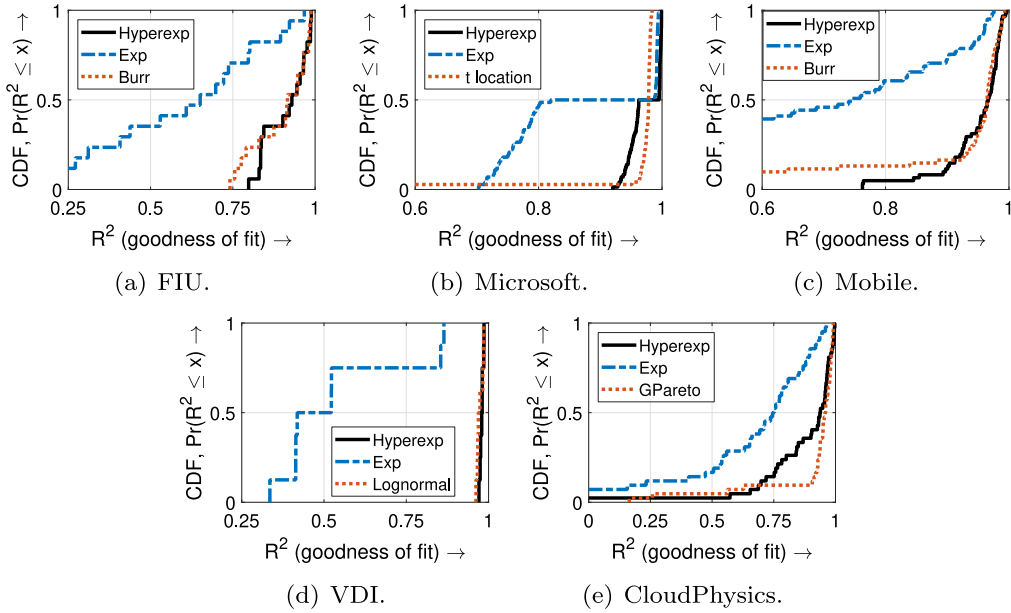 CDF, Pr(R² ≤ x) →
1
0.5
0
Hyperexp
Exp
Burr
0.25
0.5
0.75
1
R² (goodness of fit) →
(a) FIU.
CDF, Pr(R² ≤ x) →
1
0.5
0
Hyperexp
Exp
t location
0.6
0.8
1
R² (goodness of fit) →
(b) Microsoft.
CDF, Pr(R² ≤ x) →
1
0.5
0
Hyperexp
Exp
Burr
0.6
0.8
1
R² (goodness of fit) →
(c) Mobile.
CDF, Pr(R² ≤ x) →
1
0.5
0
Hyperexp
Exp
Lognormal
0.25
0.5
0.75
1
R² (goodness of fit) →
(d) VDI.
CDF, Pr(R² ≤ x) →
1
0.5
0
Hyperexp
Exp
GPareto
0
0.25
0.5
0.75
1
R² (goodness of fit) →
(e) CloudPhysics.